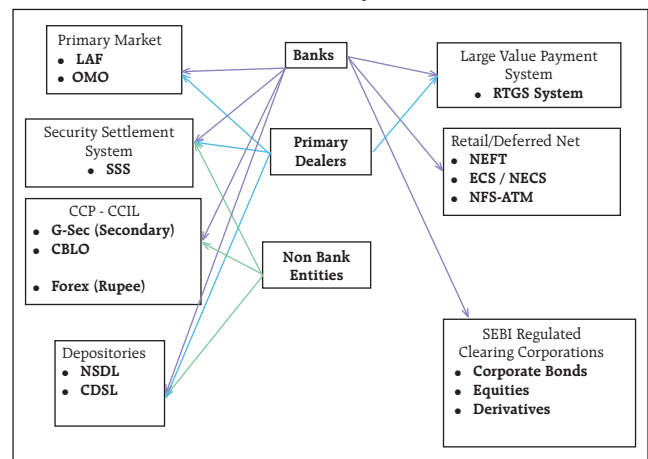 Primary Market
• LAF
• OMO
Security Settlement
System
• SSS
CCP - CCIL
• G-Sec (Secondary)
• CBLO
• Forex (Rupee)
Depositories
• NSDL
• CDSL
Banks
Primary
Dealers
Non Bank
Entities
Large Value Payment
System
• RTGS System
Retail/Deferred Net
• NEFT
• ECS / NECS
• NFS-ATM
SEBI Regulated
Clearing Corporations
• Corporate Bonds
• Equities
• Derivatives